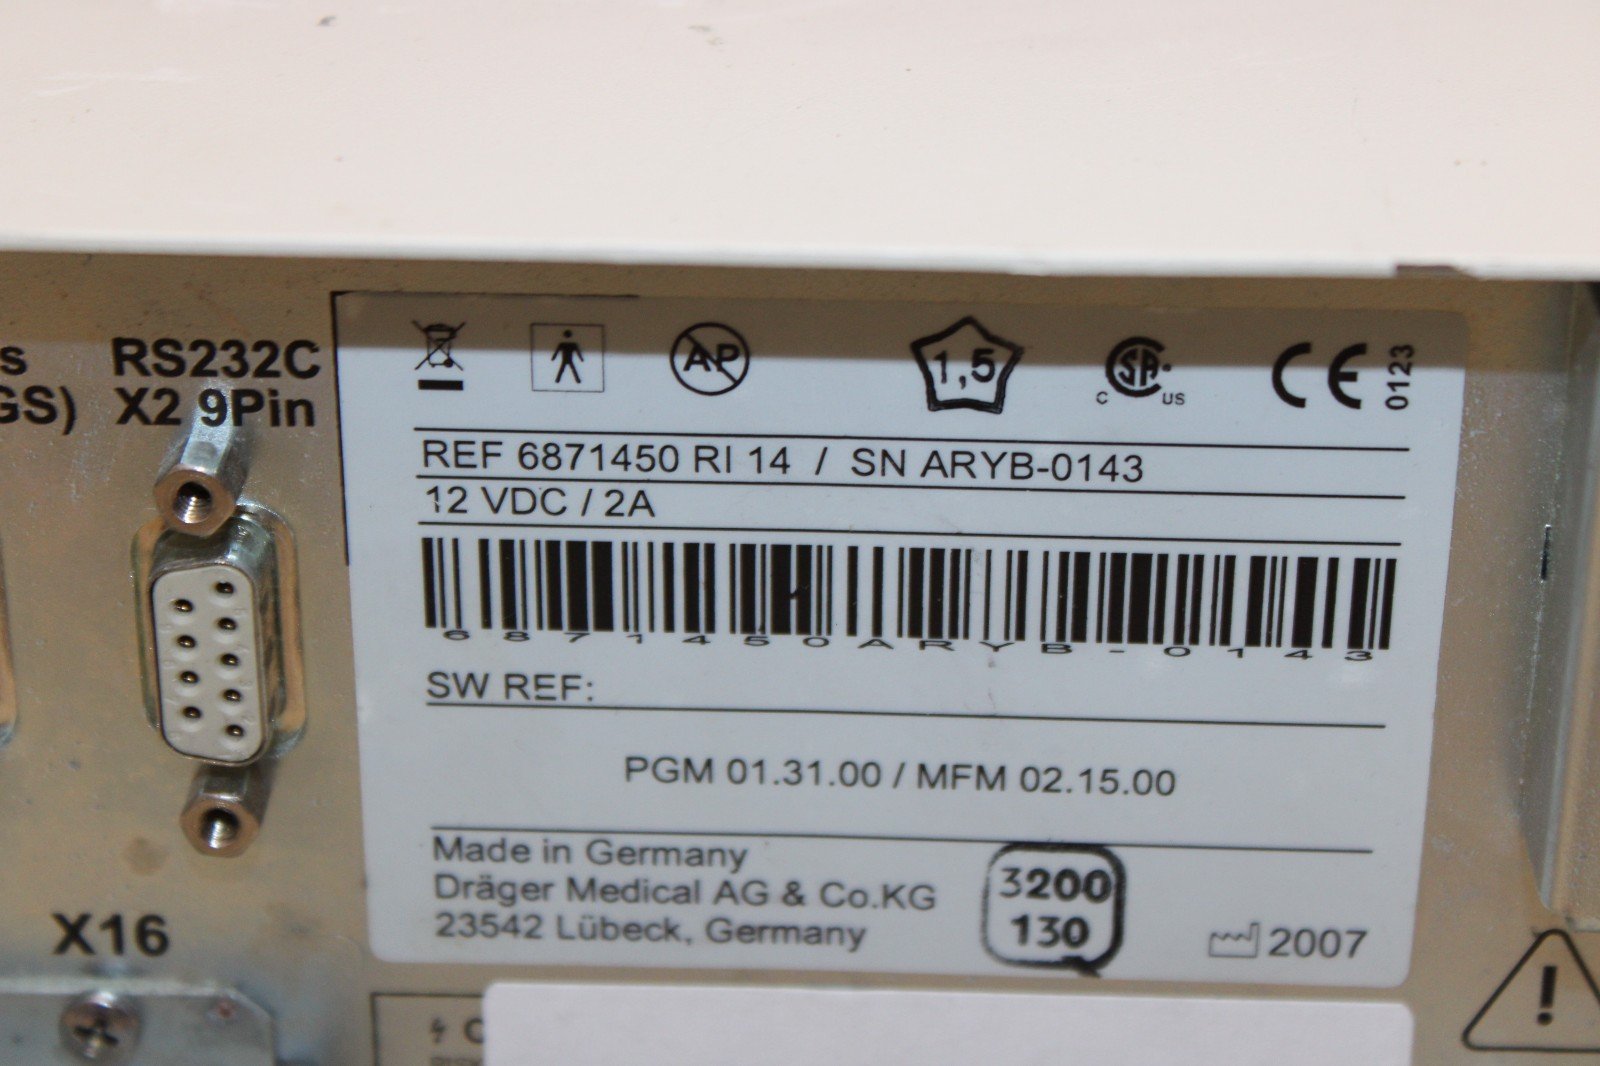 s
GS)
RS232C
X2 9Pin
AP
1,5
C SA US
CE 0123
REF 6871450 RI 14 / SN ARYB-0143
12 VDC / 2A
6871450ARYB-0143
SW REF:
PGM 01.31.00 / MFM 02.15.00
Made in Germany
Dräger Medical AG & Co.KG
23542 Lübeck, Germany
3200
130
2007
X16
!
C